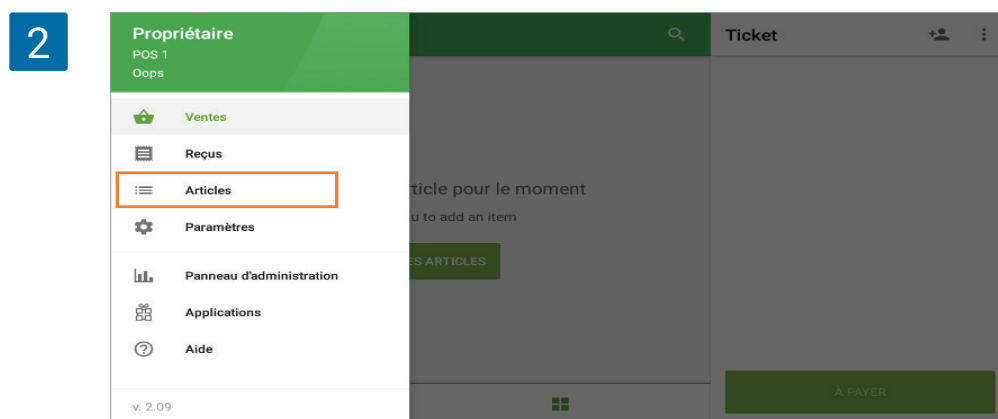 2
Propriétaire
POS 1
Oops
Ventes
Reçus
Articles
Paramètres
Panneau d'administration
Applications
Aide
v. 2.09
rticle pour le moment
u to add an item
ES ARTICLES
Ticket
À PAYER